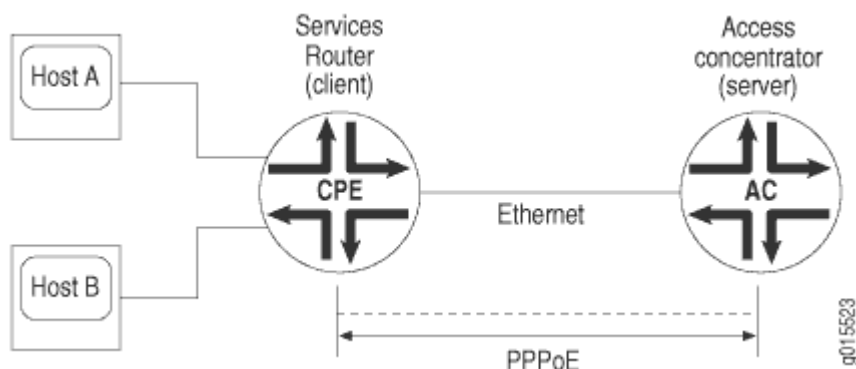 Services
Router
(client)
Access
concentrator
(server)
Host A
CPE
AC
Ethernet
Host B
PPPoE
g015523